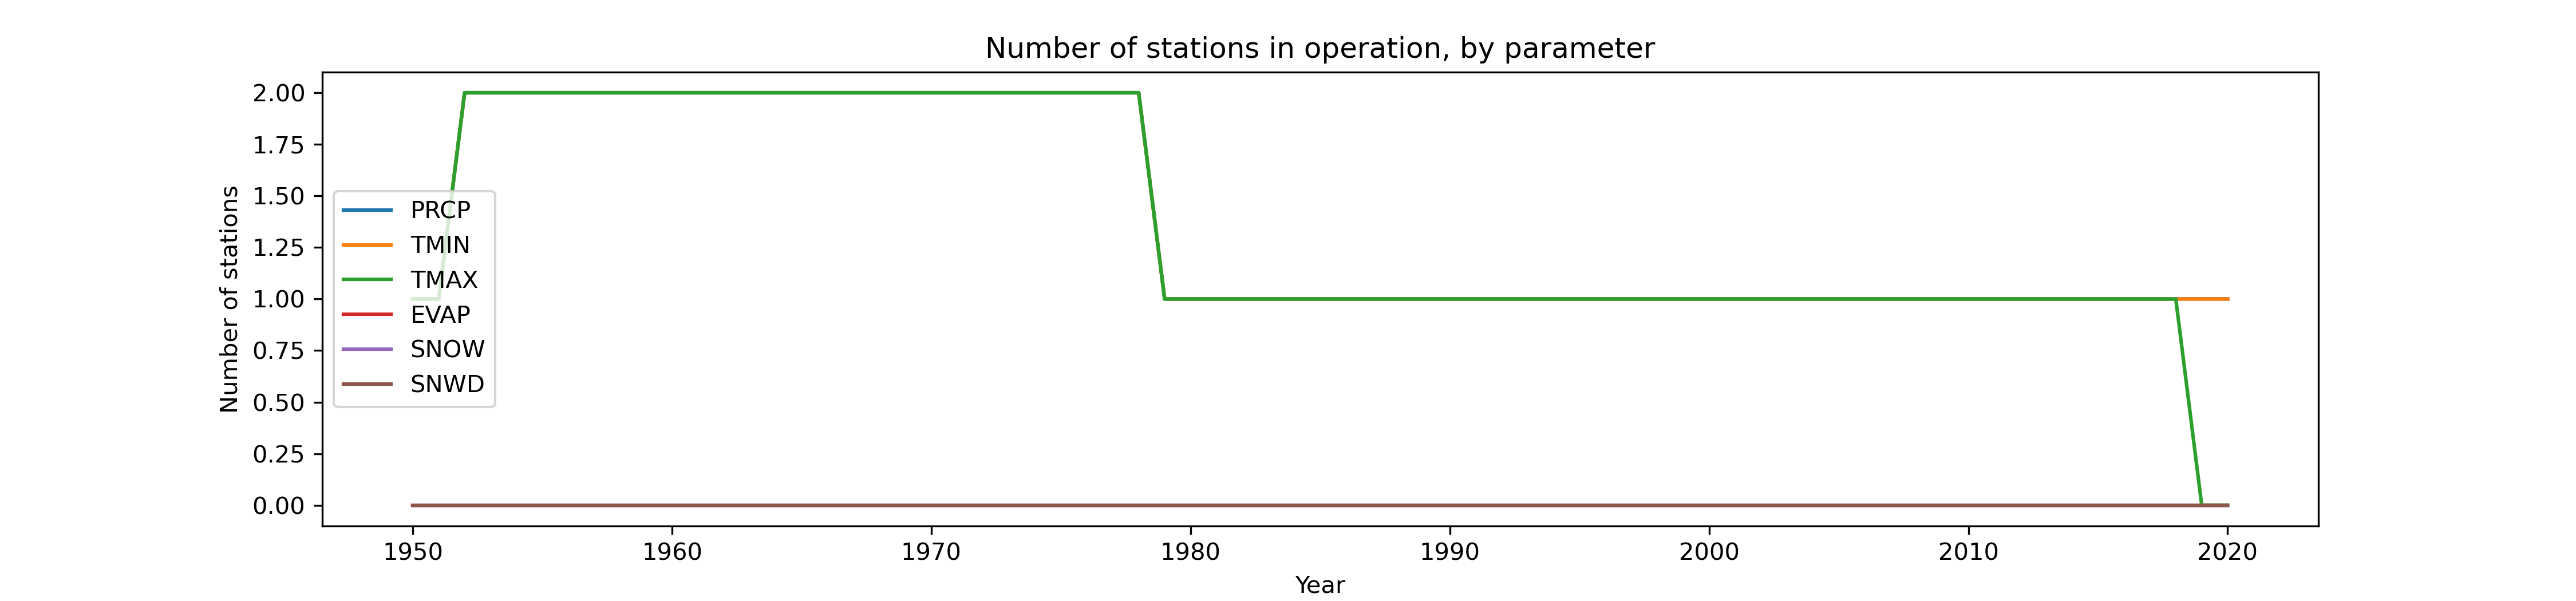 Number of stations in operation, by parameter
Number of stations
2.00
1.75
1.50
1.25
1.00
0.75
0.50
0.25
0.00
PRCP
TMIN
TMAX
EVAP
SNOW
SNWD
1950 1960 1970 1980 1990 2000 2010 2020
Year